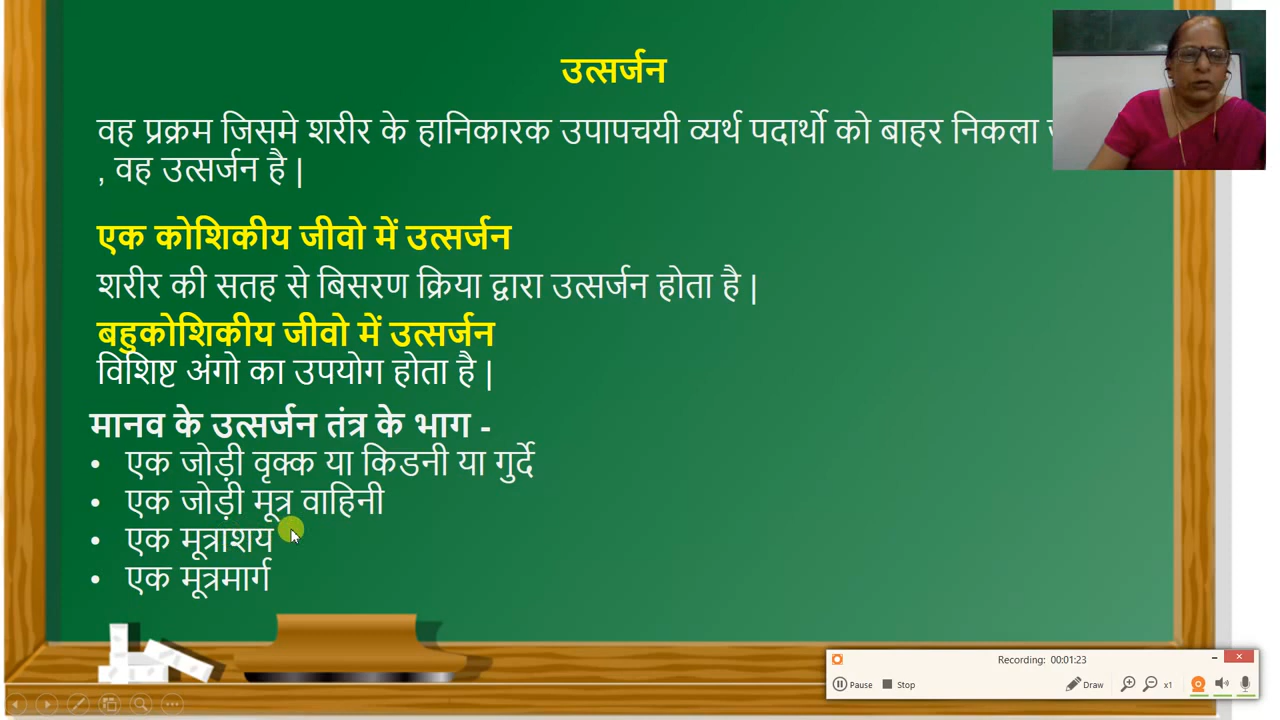 उत्सर्जन
वह प्रक्रम जिसमे शरीर के हानिकारक उपापचयी व्यर्थ पदार्थो को बाहर निकला
, वह उत्सर्जन है |
एक कोशिकीय जीवो में उत्सर्जन
शरीर की सतह से बिसरण क्रिया द्वारा उत्सर्जन होता है |
बहुकोशिकीय जीवो में उत्सर्जन
विशिष्ट अंगो का उपयोग होता है |
मानव के उत्सर्जन तंत्र के भाग -
• एक जोड़ी वृक्क या किडनी या गुर्दे
• एक जोड़ी मूत्र वाहिनी
• एक मूत्राशय
• एक मूत्रमार्ग
Recording: 00:01:23
Pause Stop Draw x1